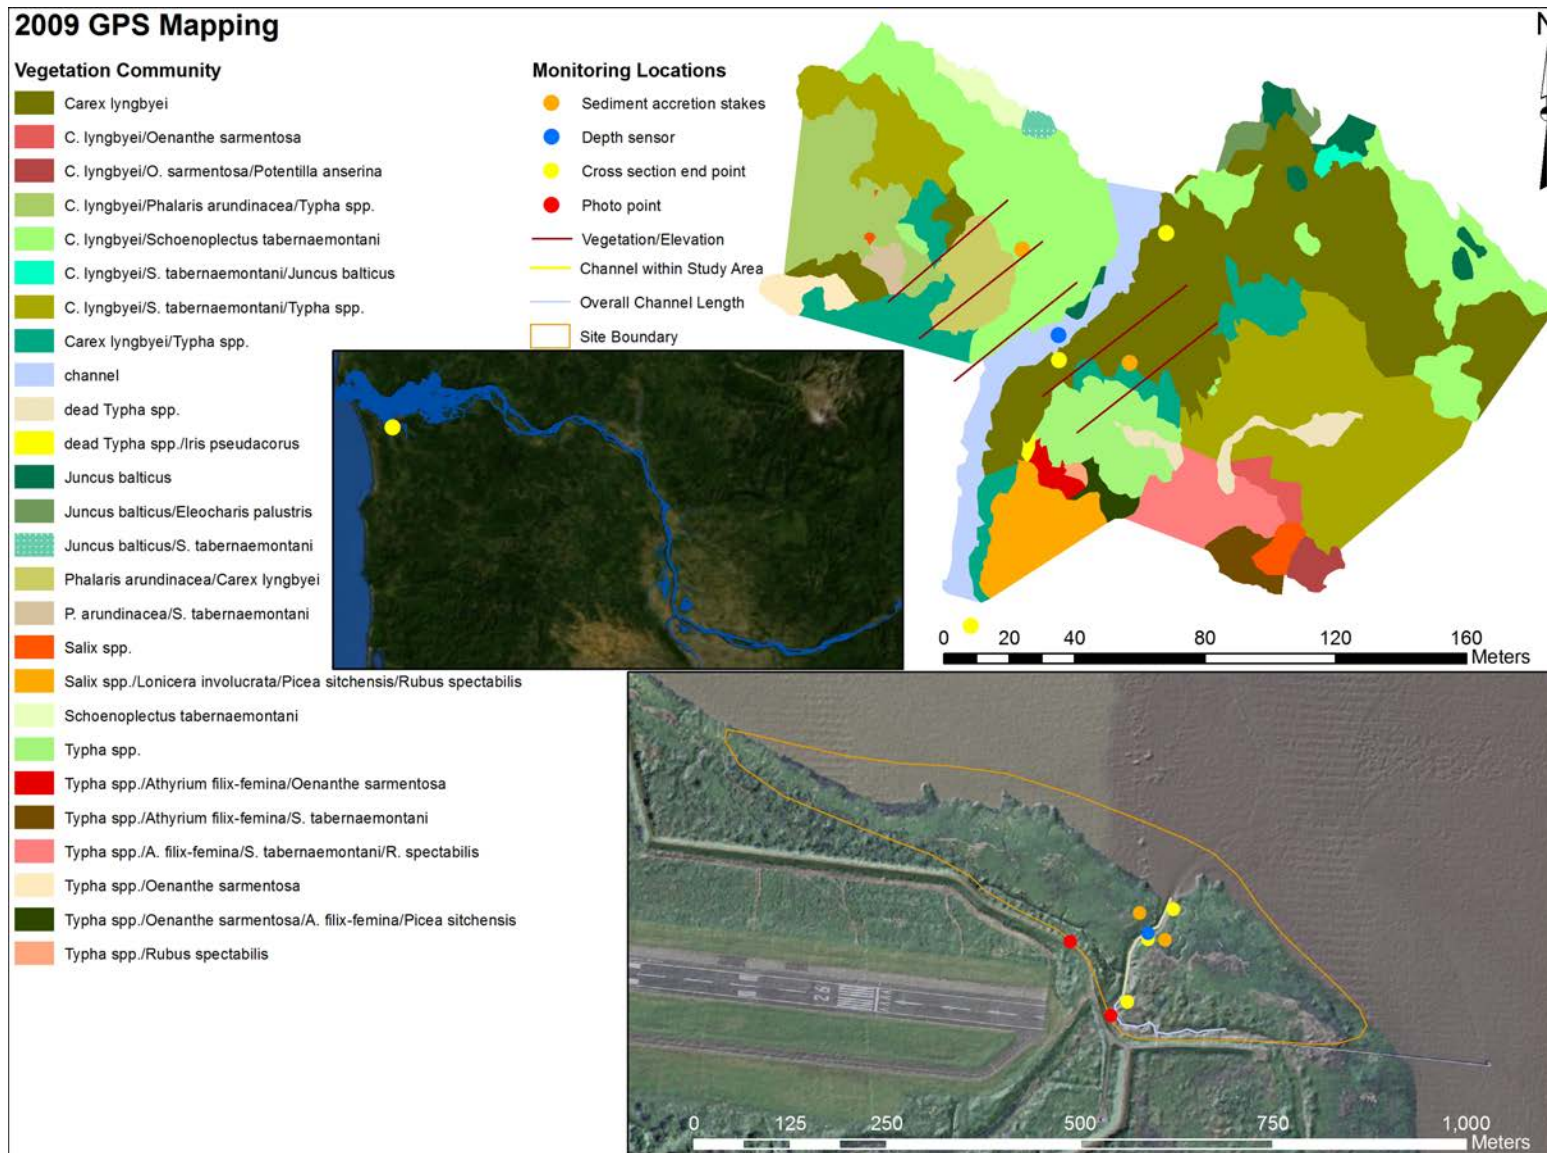 2009 GPS Mapping
Vegetation Community
Carex lyngbyei
C. lyngbyei/Oenanthe sarmentosa
C. lyngbyei/O. sarmentosa/Potentilla anserina
C. lyngbyei/Phalaris arundinacea/Typha spp.
C. lyngbyei/Schoenoplectus tabernaemontani
C. lyngbyei/S. tabernaemontani/Juncus balticus
C. lyngbyei/S. tabernaemontani/Typha spp.
Carex lyngbyei/Typha spp.
channel
dead Typha spp.
dead Typha spp./Iris pseudacorus
Juncus balticus
Juncus balticus/Eleocharis palustris
Juncus balticus/S. tabernaemontani
Phalaris arundinacea/Carex lyngbyei
P. arundinacea/S. tabernaemontani
Salix spp.
Salix spp./Lonicera involucrata/Picea sitchensis/Rubus spectabilis
Schoenoplectus tabernaemontani
Typha spp.
Typha spp./Athyrium filix-femina/Oenanthe sarmentosa
Typha spp./Athyrium filix-femina/S. tabernaemontani
Typha spp./A. filix-femina/S. tabernaemontani/R. spectabilis
Typha spp./Oenanthe sarmentosa
Typha spp./Oenanthe sarmentosa/A. filix-femina/Picea sitchensis
Typha spp./Rubus spectabilis
Monitoring Locations
Sediment accretion stakes
Depth sensor
Cross section end point
Photo point
Vegetation/Elevation
Channel within Study Area
Overall Channel Length
Site Boundary
N
0 20 40 80 120 160
Meters
26
0 125 250 500 750 1,000
Meters